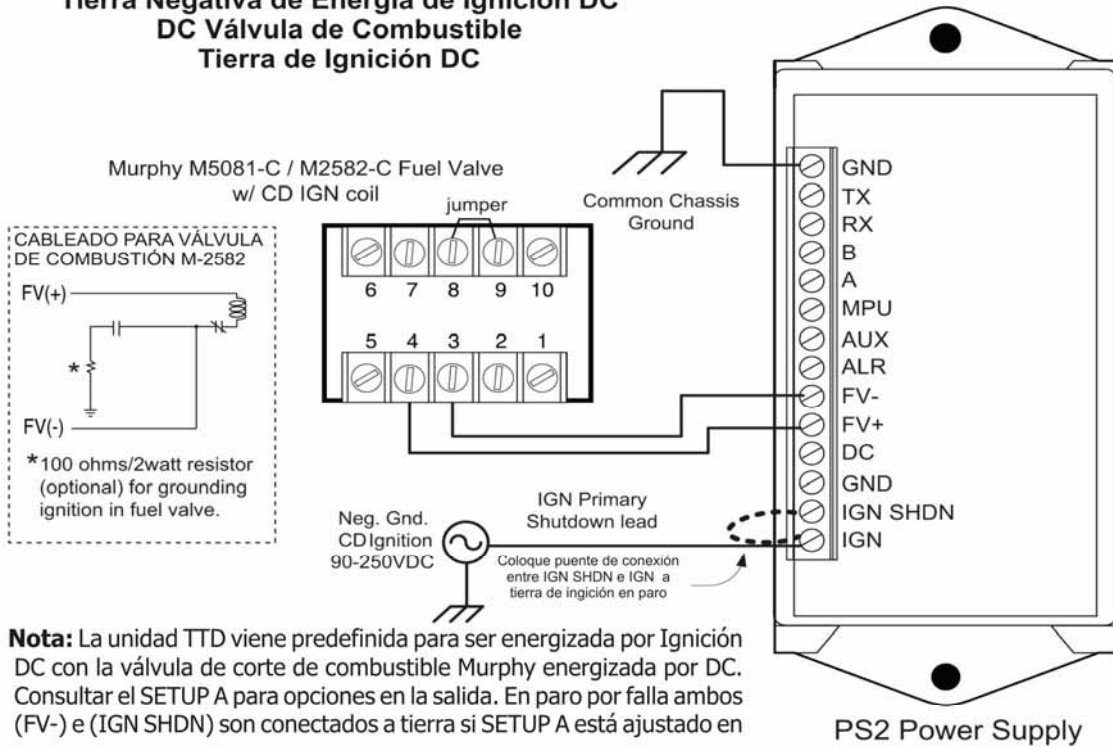 Tierra Negativa de Energía de Ignición DC
DC Válvula de Combustible
Tierra de Ignición DC
Murphy M5081-C / M2582-C Fuel Valve
w/ CD IGN coil
jumper
6 7 8 9 10
5 4 3 2 1
Common Chassis
Ground
CABLEADO PARA VÁLVULA
DE COMBUSTIÓN M-2582
FV(+)
*
FV(-)
*100 ohms/2watt resistor
(optional) for grounding
ignition in fuel valve.
GND
TX
RX
B
A
MPU
AUX
ALR
FV-
FV+
DC
GND
IGN SHDN
IGN
Neg. Gnd.
CD Ignition
90-250VDC
IGN Primary
Shutdown lead
Coloque puente de conexión
entre IGN SHDN e IGN a
tierra de ingición en paro
Nota: La unidad TTD viene predefinida para ser energizada por Ignición
DC con la válvula de corte de combustible Murphy energizada por DC.
Consultar el SETUP A para opciones en la salida. En paro por falla ambos
(FV-) e (IGN SHDN) son conectados a tierra si SETUP A está ajustado en
PS2 Power Supply